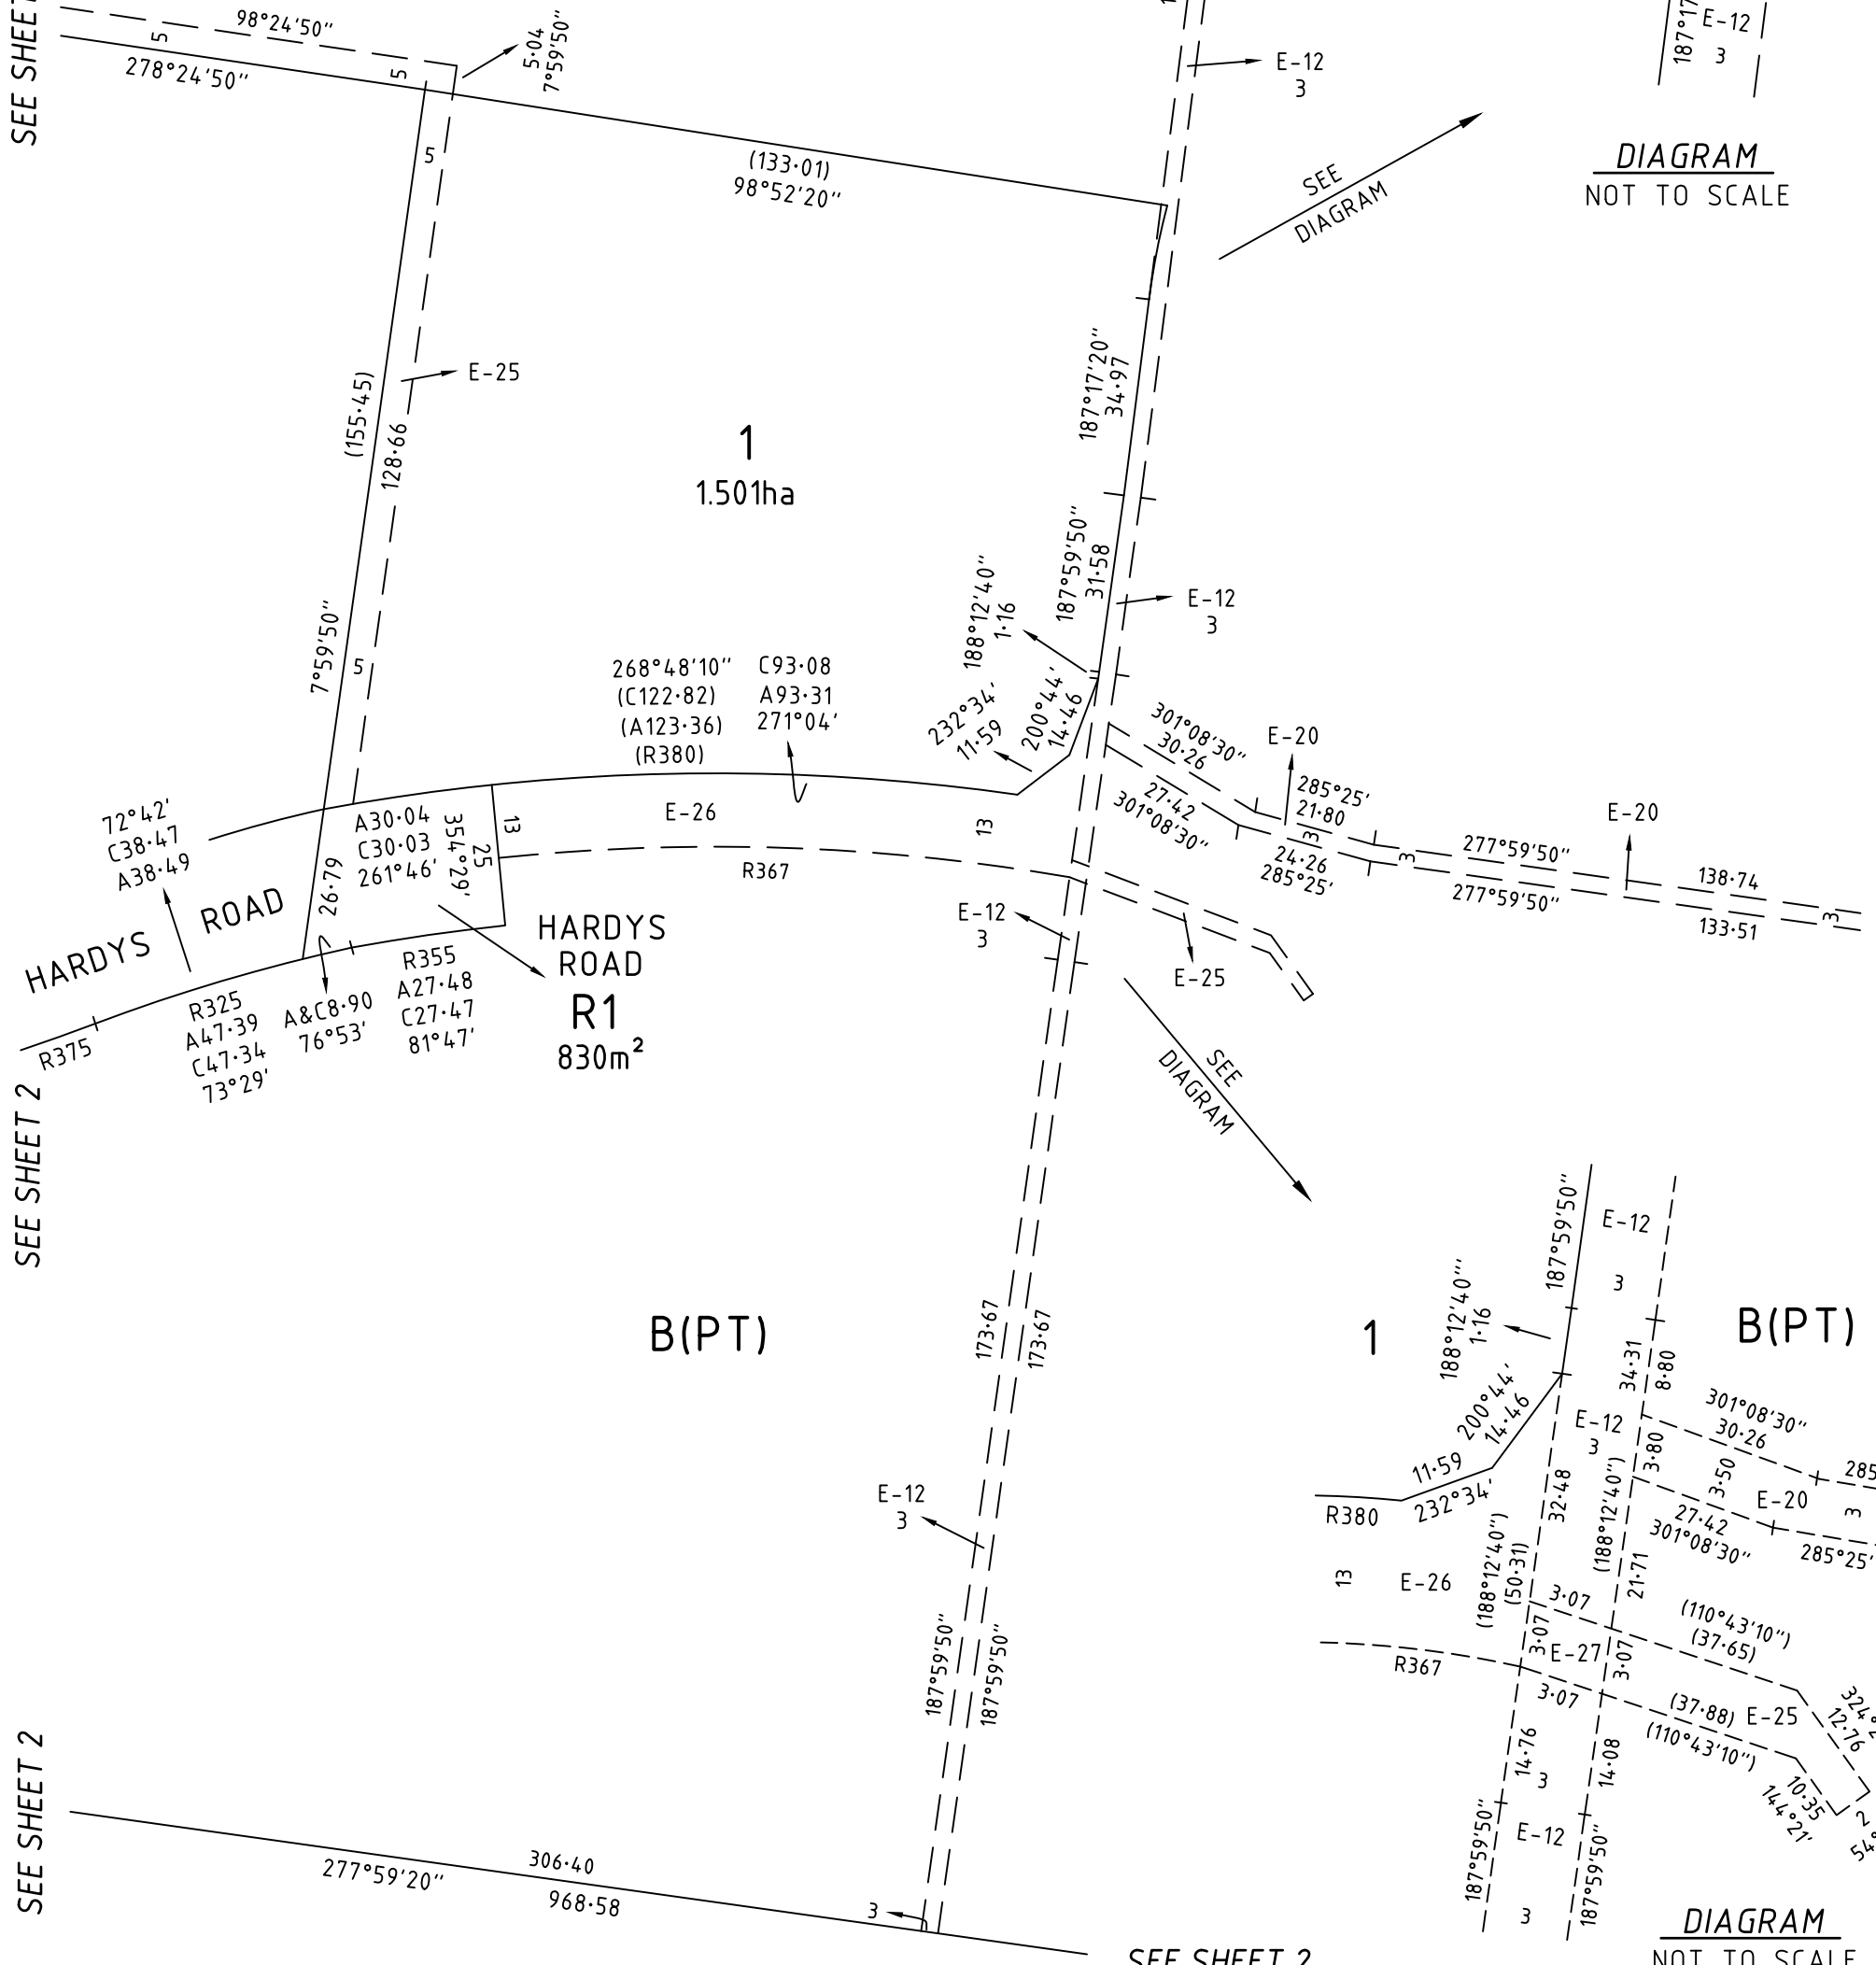 SEE SHEET
98°24'50"
5
5
278°24'50"
5·04
7°59'50"
E-12
3
187°17'
E-12
3
DIAGRAM
NOT TO SCALE
SEE
DIAGRAM
(133·01)
98°52'20"
5
E-25
(155·45)
128·66
7°59'50"
5
1
1.501ha
187°17'20"
34·97
187°59'50"
31·58
188°12'40"
1·16
E-12
3
232°34'
11·59
200°44'
14·46
268°48'10"
(C122·82)
(A123·36)
(R380)
C93·08
A93·31
271°04'
301°08'30"
30·26
E-20
285°25'
21·80
27·42
301°08'30"
3
24·26
285°25'
3
277°59'50"
277°59'50"
E-20
138·74
133·51
3
72°42'
C38·47
A38·49
HARDYS
ROAD
26·79
A30·04
C30·03
261°46'
354°29'
25
13
E-26
13
R367
HARDYS
ROAD
R1
830m²
R375
R325
A47·39
C47·34
73°29'
A&C8·90
76°53'
R355
A27·48
C27·47
81°47'
E-12
3
E-25
SEE
DIAGRAM
SEE SHEET 2
B(PT)
173·67
173·67
E-12
3
187°59'50"
187°59'50"
SEE SHEET 2
306·40
277°59'20"
968·58
3
SEE SHEET 2
187°59'50"
E-12
3
188°12'40"'
1·16
1
B(PT)
34·31
8·80
200°44'
14·46
E-12
3
301°08'30"
30·26
285
11·59
232°34'
R380
3·80
3·50
E-20
3
32·48
(188°12'40")
27·42
301°08'30"
285°25'
(188°12'40")
(50·31)
21·71
13
E-26
3·07
(110°43'10")
(37·65)
3·07
E-27
3·07
R367
3·07
(37·88)
E-25
(110°43'10")
324°2
12·76
14·76
3
14·08
10·35
144°21'
2
54°
187°59'50"
E-12
187°59'50"
3
DIAGRAM
NOT TO SCALE